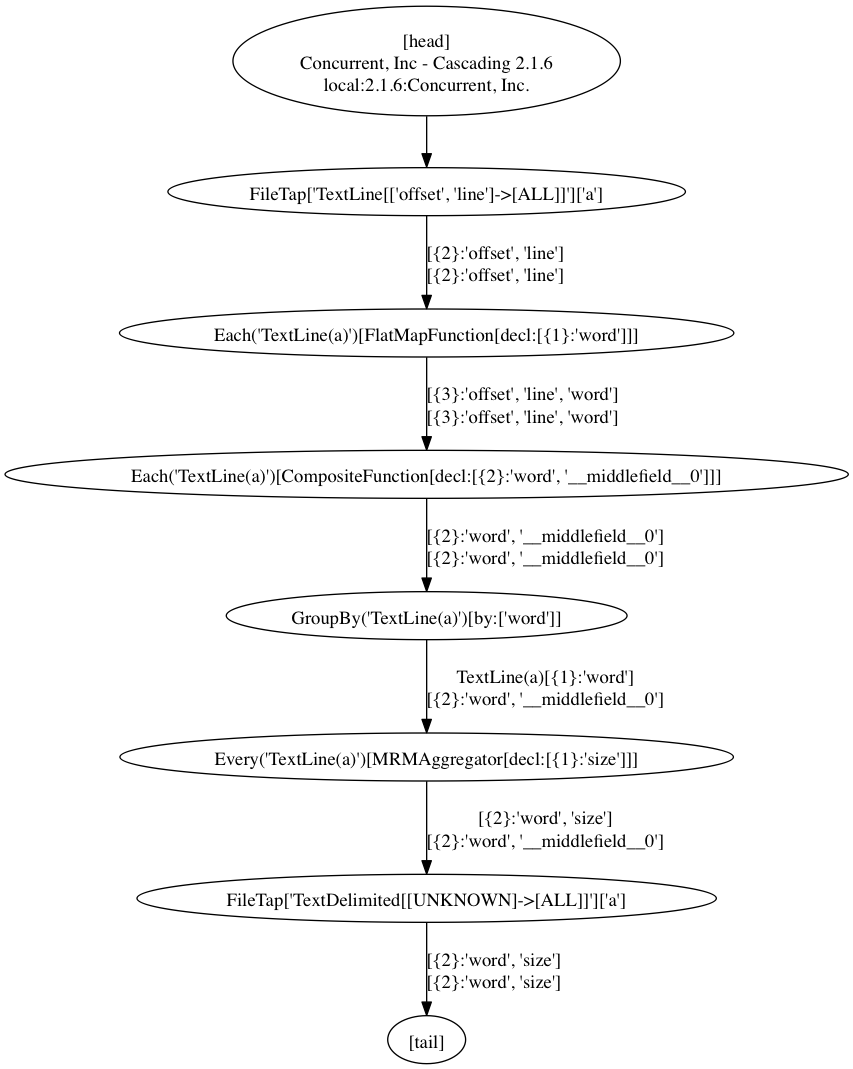 [head]
Concurrent, Inc - Cascading 2.1.6
local:2.1.6:Concurrent, Inc.
FileTap['TextLine[['offset', 'line']->[ALL]]']['a']
[{2}:'offset', 'line']
[{2}:'offset', 'line']
Each('TextLine(a)')[FlatMapFunction[decl:[{1}:'word']]]
[{3}:'offset', 'line', 'word']
[{3}:'offset', 'line', 'word']
Each('TextLine(a)')[CompositeFunction[decl:[{2}:'word', '__middlefield__0']]]
[{2}:'word', '__middlefield__0']
[{2}:'word', '__middlefield__0']
GroupBy('TextLine(a)')[by:['word']]
TextLine(a)[{1}:'word']
[{2}:'word', '__middlefield__0']
Every('TextLine(a)')[MRMAggregator[decl:[{1}:'size']]]
[{2}:'word', 'size']
[{2}:'word', '__middlefield__0']
FileTap['TextDelimited[[UNKNOWN]->[ALL]]']['a']
[{2}:'word', 'size']
[{2}:'word', 'size']
[tail]